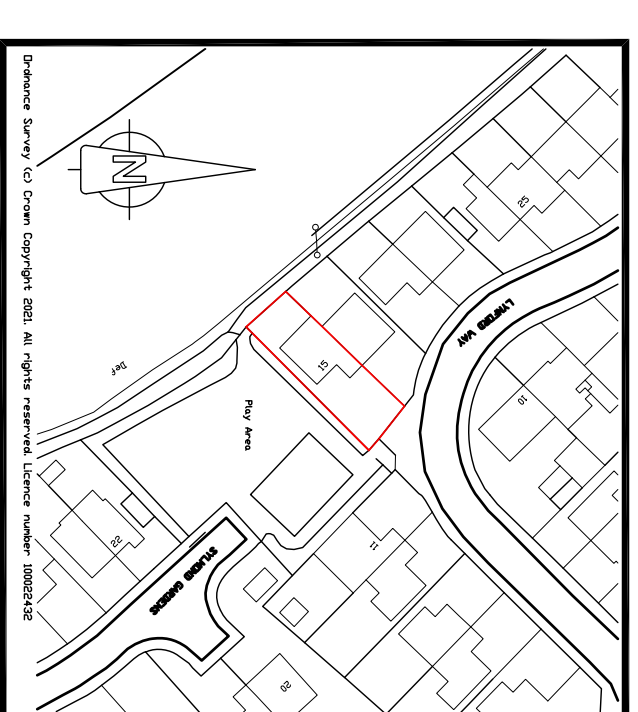 Ordnance Survey (c) Crown Copyright 2021. All rights reserved. Licence number 100022432
N
25
LYNFORD WAY
15
10
Def
Play Area
11
22
SYLMOND GARDENS
20